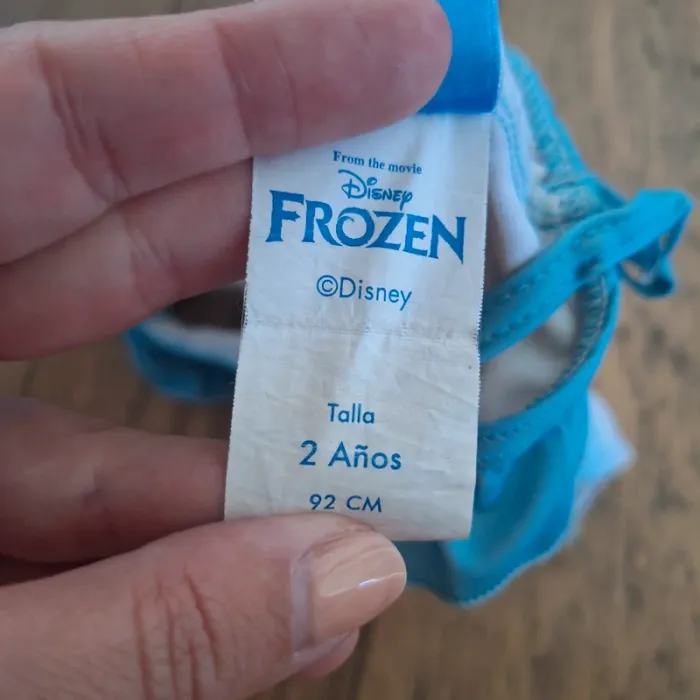 From the movie
Disney
FROZEN
©Disney
Talla
2 Años
92 CM